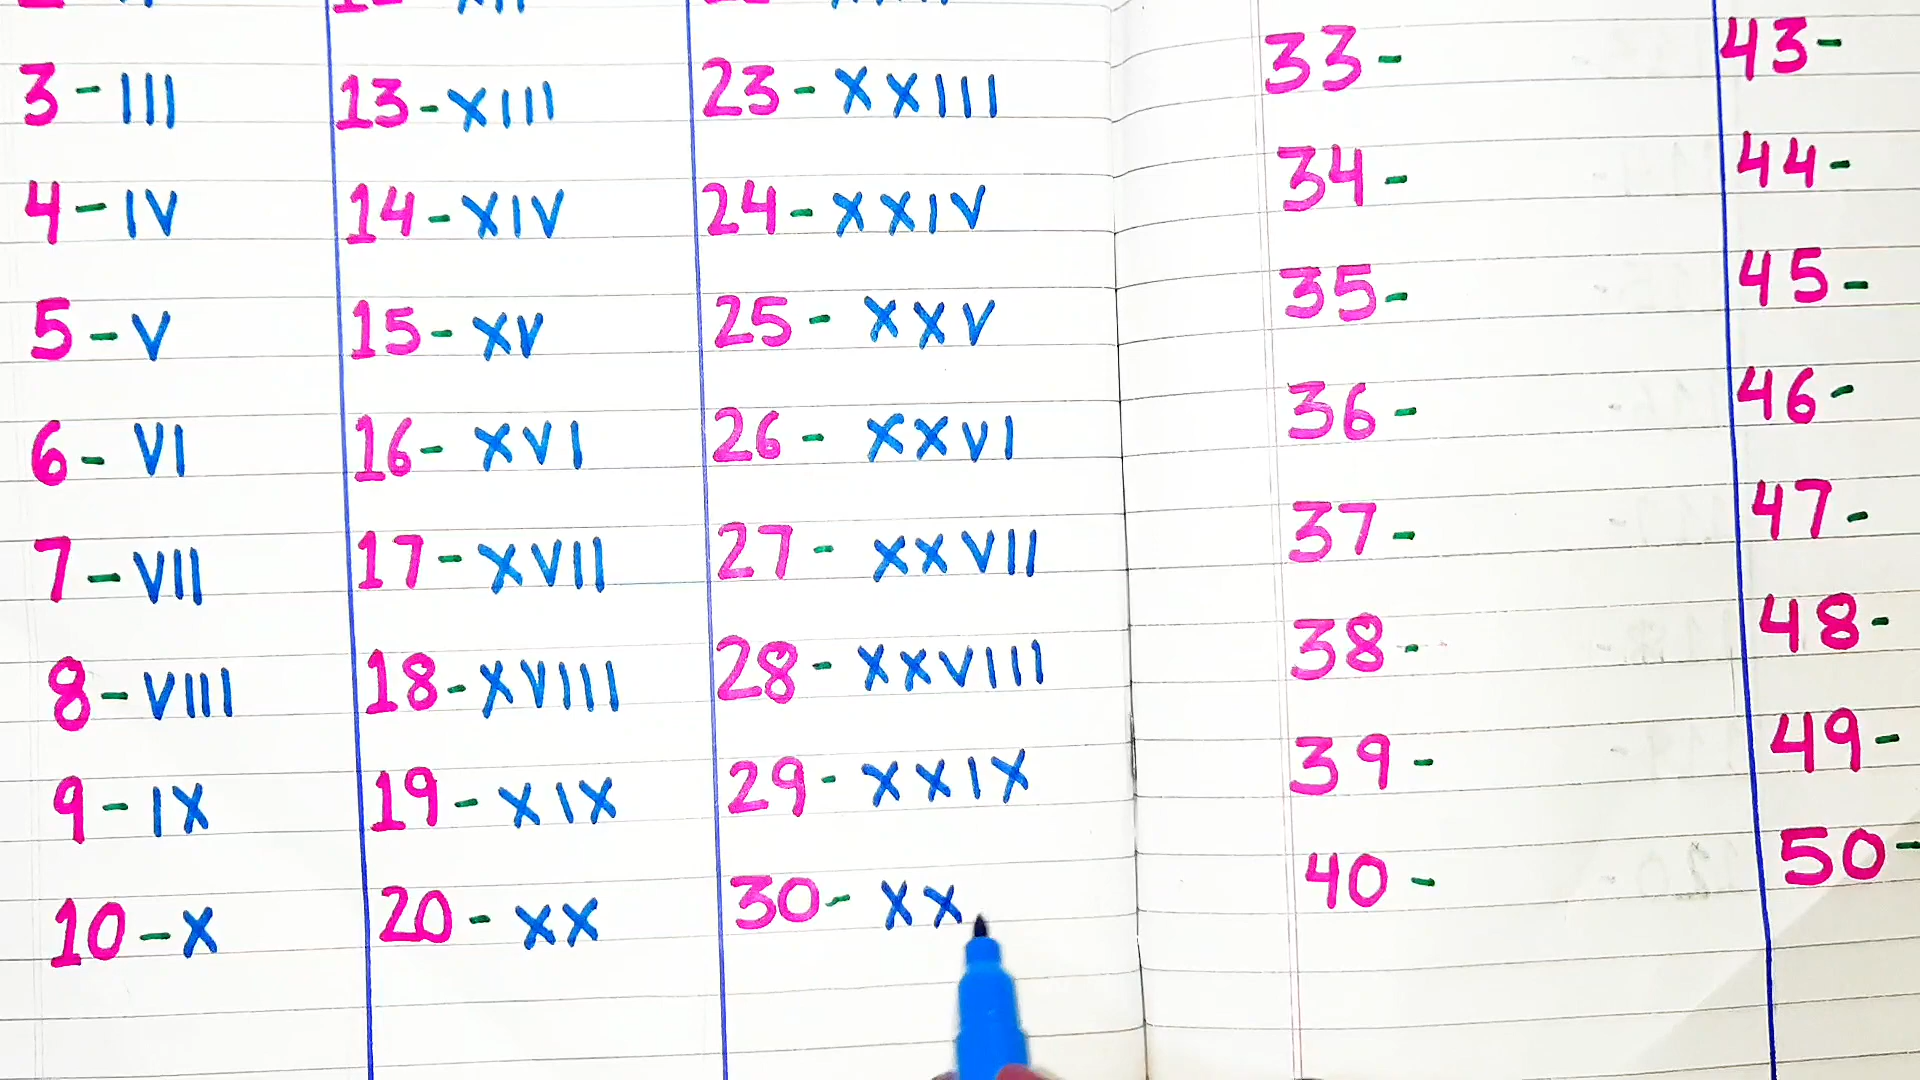 3 - III 13 - XIII 23 - XXIII 33 - 43 -
4 - IV 14 - XIV 24 - XXIV 34 - 44 -
5 - V 15 - XV 25 - XXV 35 - 45 -
6 - VI 16 - XVI 26 - XXVI 36 - 46 -
7 - VII 17 - XVII 27 - XXVII 37 - 47 -
8 - VIII 18 - XVIII 28 - XXVIII 38 - 48 -
9 - IX 19 - XIX 29 - XXIX 39 - 49 -
10 - X 20 - XX 30 - XX 40 - 50 -